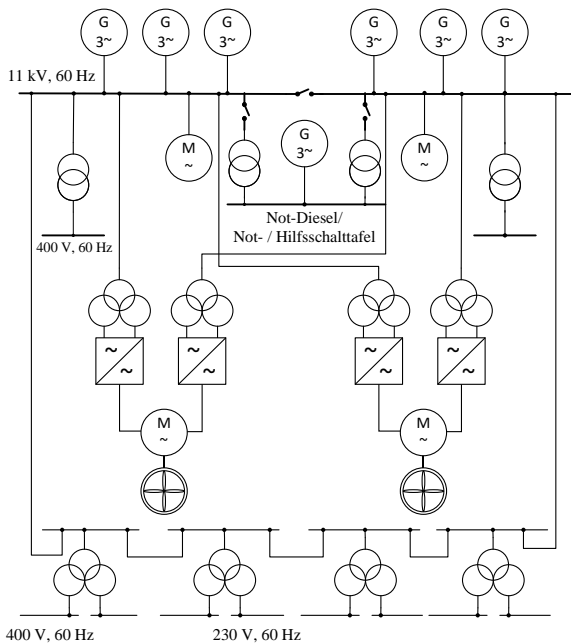 G
3~
G
3~
G
3~
G
3~
G
3~
G
3~
11 kV, 60 Hz
M
~
G
3~
M
~
Not-Diesel/
Not- / Hilfsschalttafel
400 V, 60 Hz
~
~
~
~
~
~
~
~
M
~
M
~
400 V, 60 Hz
230 V, 60 Hz